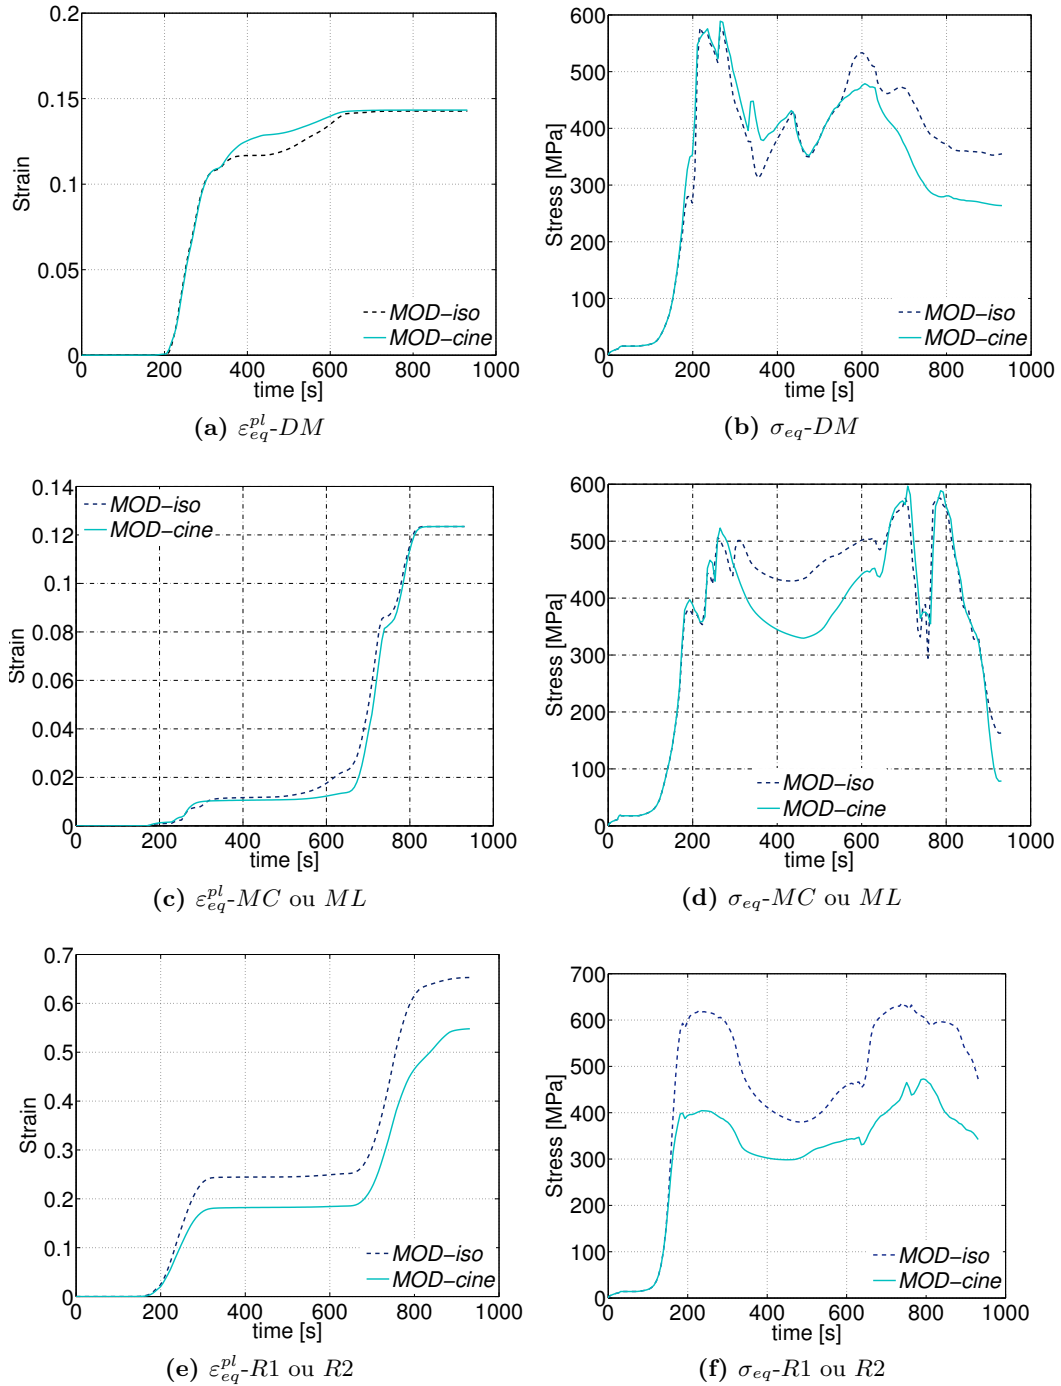 0.2
0.15
0.1
0.05
0
Strain
MOD−iso
MOD−cine
0 200 400 600 800 1000
time [s]
(a) ε_eq^pl-DM
600
500
400
300
200
100
0
Stress [MPa]
MOD−iso
MOD−cine
0 200 400 600 800 1000
time [s]
(b) σ_eq-DM
0.14
0.12
0.1
0.08
0.06
0.04
0.02
0
Strain
MOD−iso
MOD−cine
0 200 400 600 800 1000
time [s]
(c) ε_eq^pl-MC ou ML
600
500
400
300
200
100
0
Stress [MPa]
MOD−iso
MOD−cine
0 200 400 600 800 1000
time [s]
(d) σ_eq-MC ou ML
0.7
0.6
0.5
0.4
0.3
0.2
0.1
0
Strain
MOD−iso
MOD−cine
0 200 400 600 800 1000
time [s]
(e) ε_eq^pl-R1 ou R2
700
600
500
400
300
200
100
0
Stress [MPa]
MOD−iso
MOD−cine
0 200 400 600 800 1000
time [s]
(f) σ_eq-R1 ou R2